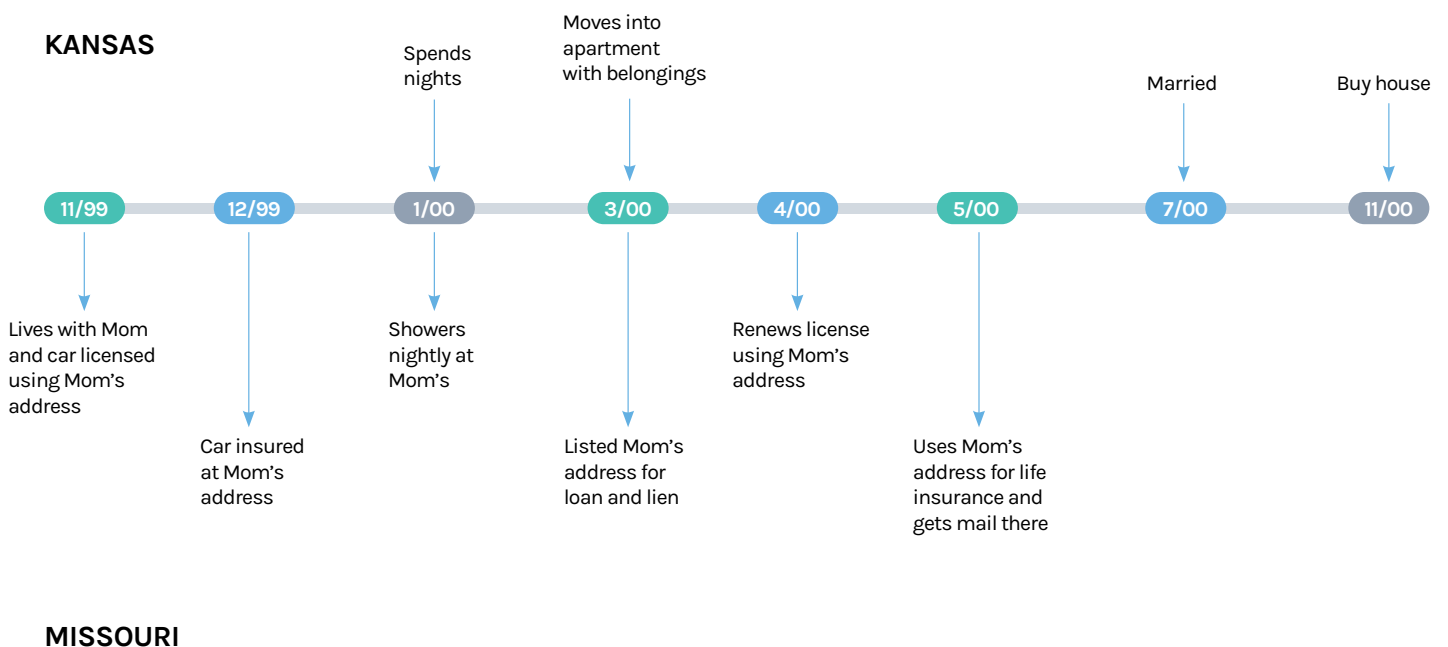 KANSAS
Spends
nights
Moves into
apartment
with belongings
Married
Buy house
11/99
12/99
1/00
3/00
4/00
5/00
7/00
11/00
Lives with Mom
and car licensed
using Mom’s
address
Car insured
at Mom’s
address
Showers
nightly at
Mom’s
Listed Mom’s
address for
loan and lien
Renews license
using Mom’s
address
Uses Mom’s
address for life
insurance and
gets mail there
MISSOURI